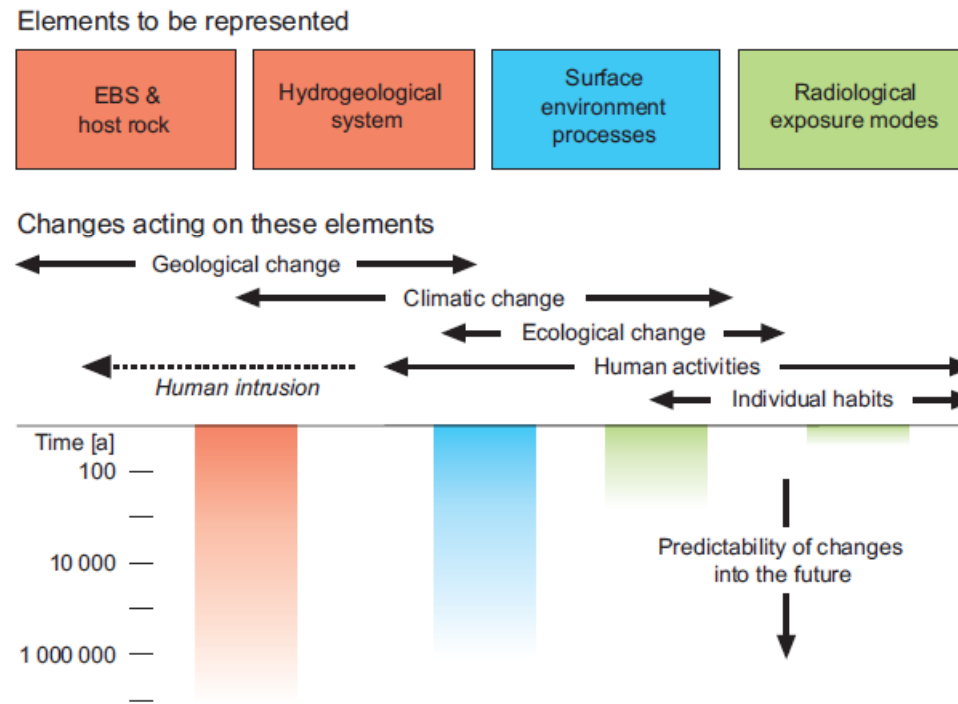 Elements to be represented
EBS &
host rock
Hydrogeological
system
Surface
environment
processes
Radiological
exposure modes
Changes acting on these elements
Geological change
Climatic change
Ecological change
Human activities
Human intrusion
Individual habits
Time [a]
100
10 000
1 000 000
Predictability of changes
into the future